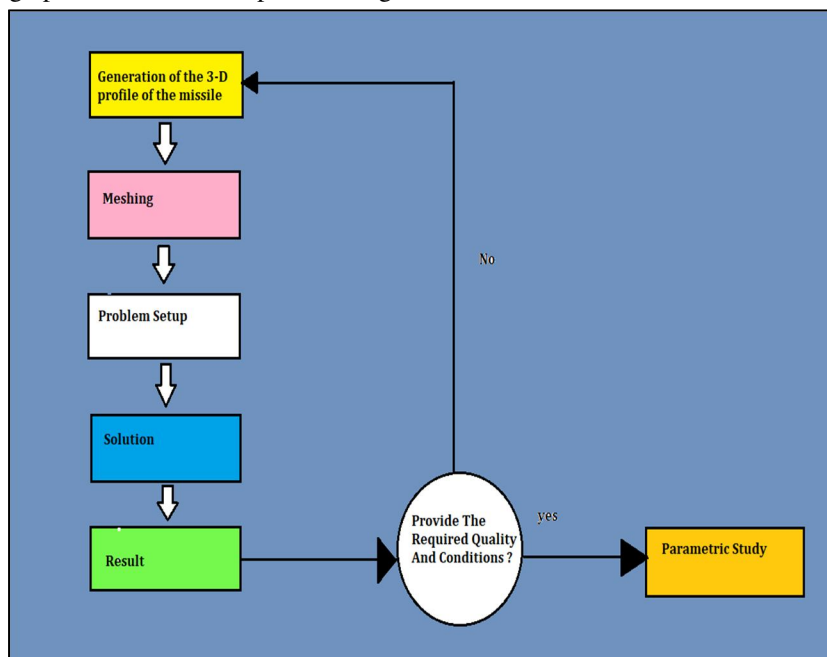 Generation of the 3-D
profile of the missile
Meshing
Problem Setup
Solution
Result
No
Provide The
Required Quality
And Conditions ?
yes
Parametric Study